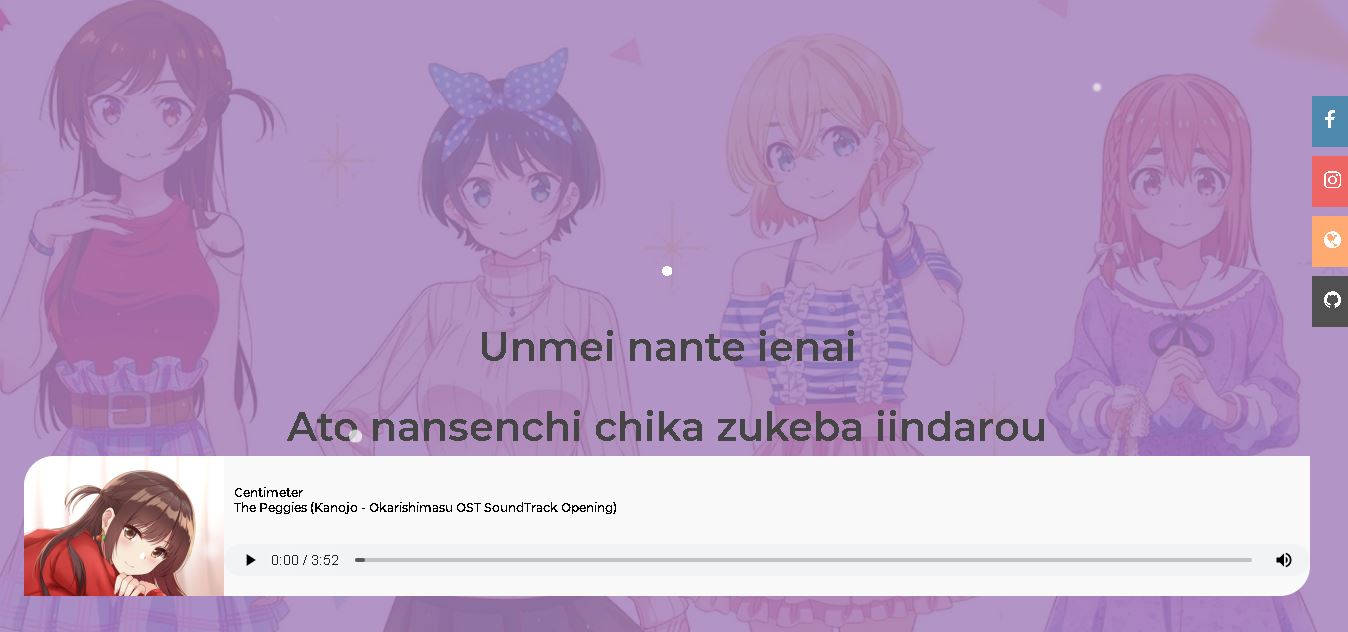 Unmei nante ienai
Ato nansenchi chika zukeba iindarou
Centimeter
The Peggies (Kanojo - Okarishimasu OST SoundTrack Opening)
0:00 / 3:52